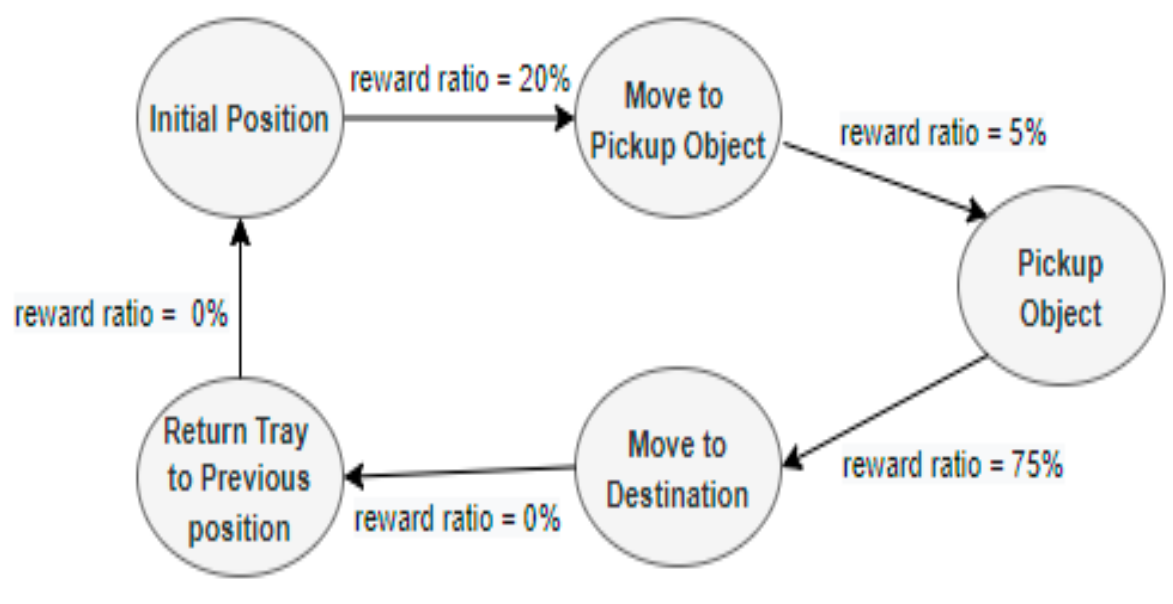 Initial Position
reward ratio = 20%
Move to
Pickup Object
reward ratio = 5%
Pickup
Object
reward ratio = 75%
Move to
Destination
reward ratio = 0%
Return Tray
to Previous
position
reward ratio =  0%